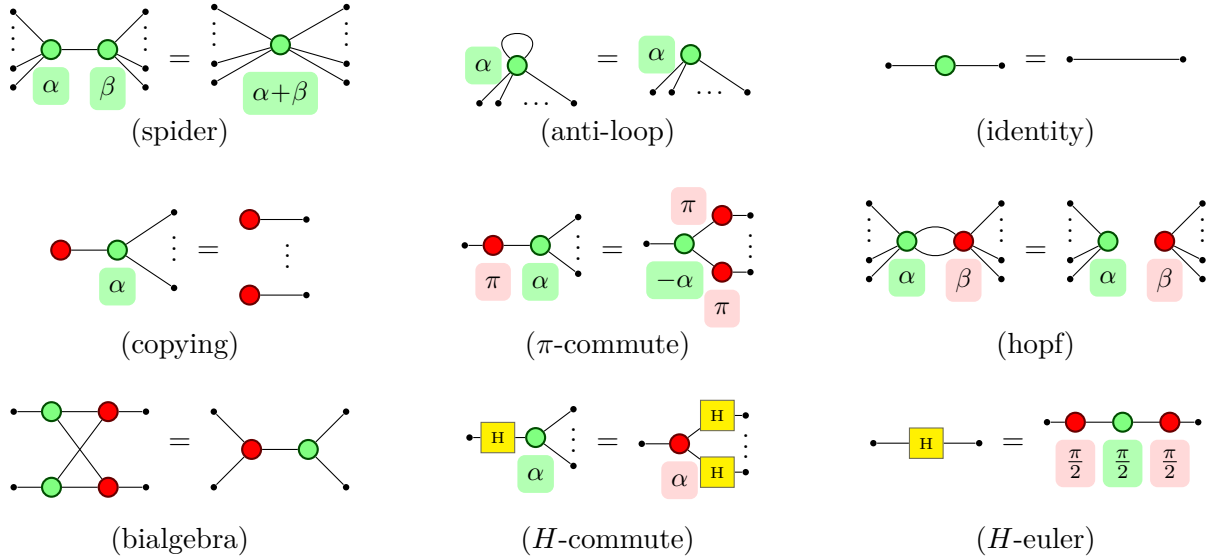 α β = α+β
(spider)
α = α
(anti-loop)
=
(identity)
α =
(copying)
π α = π −α π
(π-commute)
α β = α β
(hopf)
=
(bialgebra)
H α = α H H
(H-commute)
H = π/2 π/2 π/2
(H-euler)